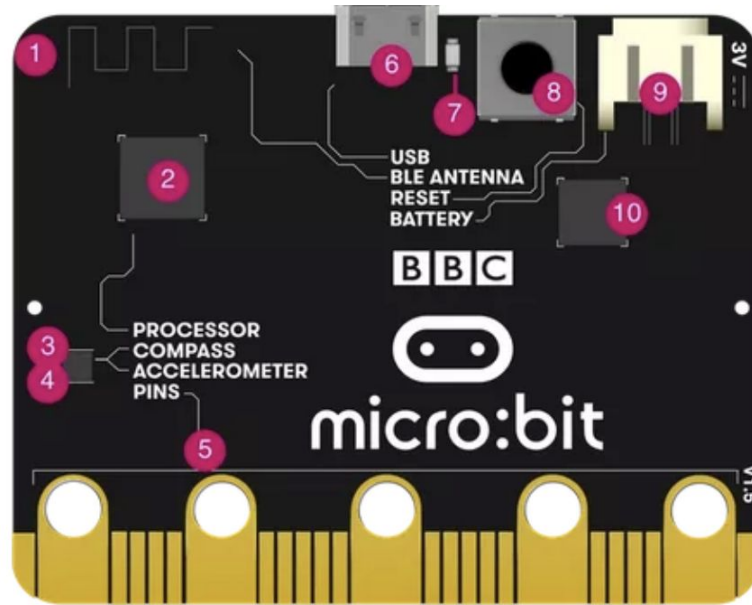 1
6
7
8
9
3V
2
USB
BLE ANTENNA
RESET
BATTERY
10
BBC
PROCESSOR
3
COMPASS
4
ACCELEROMETER
PINS
micro:bit
5
V1.5